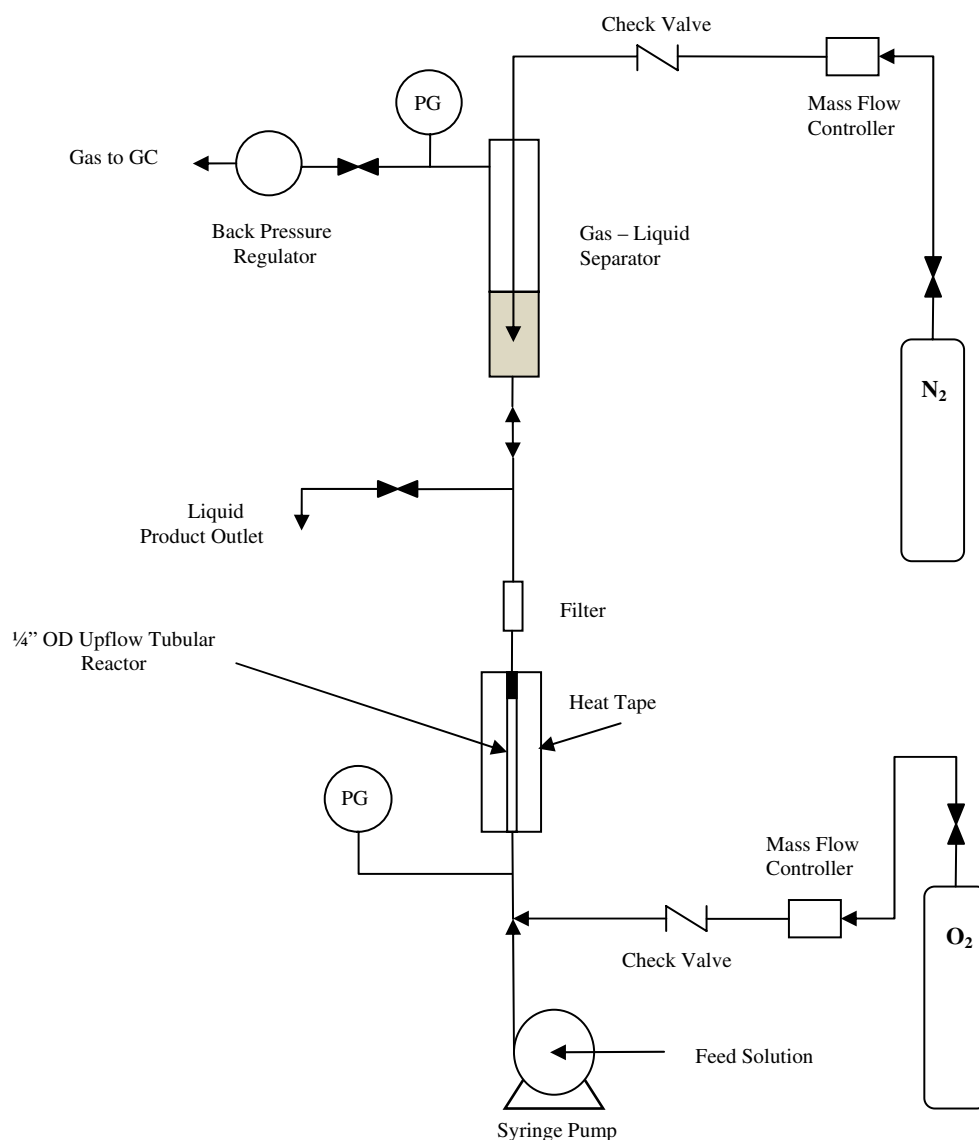 Check Valve
Mass Flow
Controller
PG
Gas to GC
Back Pressure
Regulator
Gas – Liquid
Separator
N₂
Liquid
Product Outlet
Filter
¼” OD Upflow Tubular
Reactor
Heat Tape
PG
Mass Flow
Controller
O₂
Check Valve
Feed Solution
Syringe Pump